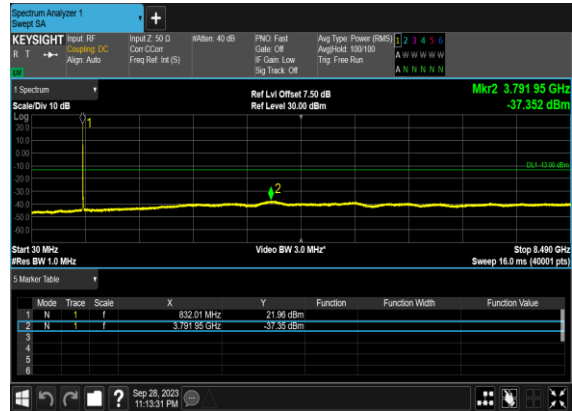 Spectrum Analyzer 1
Swept SA
+
KEYSIGHT Input: RF Input Z: 50 Ω #Atten: 40 dB PNO: Fast Avg Type: Power (RMS) 1 2 3 4 5 6
R T Coupling: DC Corr CCorr Gate: Off Avg|Hold: 100/100 A W W W W W
Align: Auto Freq Ref: Int (S) IF Gain: Low Trig: Free Run
LW Sig Track: Off A N N N N N
1 Spectrum Ref Lvl Offset 7.50 dB Mkr2 3.791 95 GHz
Scale/Div 10 dB Ref Level 30.00 dBm -37.352 dBm
Log
20.0
10.0
0.00
-10.0
-20.0
-30.0
-40.0
-50.0
-60.0
1
DL1 -13.00 dBm
2
Start 30 MHz Video BW 3.0 MHz* Stop 8.490 GHz
#Res BW 1.0 MHz Sweep 16.0 ms (40001 pts)
5 Marker Table
Mode Trace Scale X Y Function Function Width Function Value
1 N 1 f 832.01 MHz 21.96 dBm
2 N 1 f 3.791 95 GHz -37.35 dBm
3
4
5
6
? Sep 28, 2023
11:13:31 PM